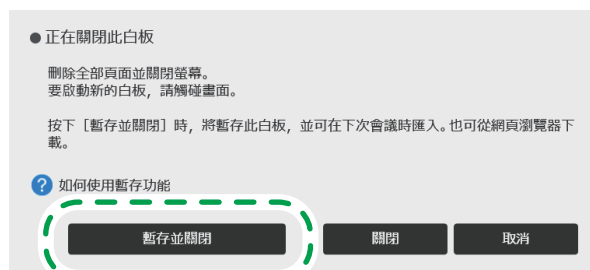 ●正在關閉此白板
刪除全部頁面並關閉螢幕。
要啟動新的白板，請觸碰畫面。
按下［暫存並關閉］時，將暫存此白板，並可在下次會議時匯入。也可從網頁瀏覽器下
載。
? 如何使用暫存功能
暫存並關閉 關閉 取消